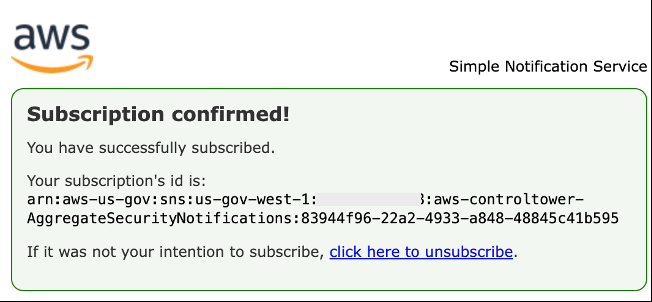 aws
Simple Notification Service
Subscription confirmed!
You have successfully subscribed.
Your subscription's id is:
arn:aws-us-gov:sns:us-gov-west-1: :aws-controltower-
AggregateSecurityNotifications:83944f96-22a2-4933-a848-48845c41b595
If it was not your intention to subscribe, click here to unsubscribe.